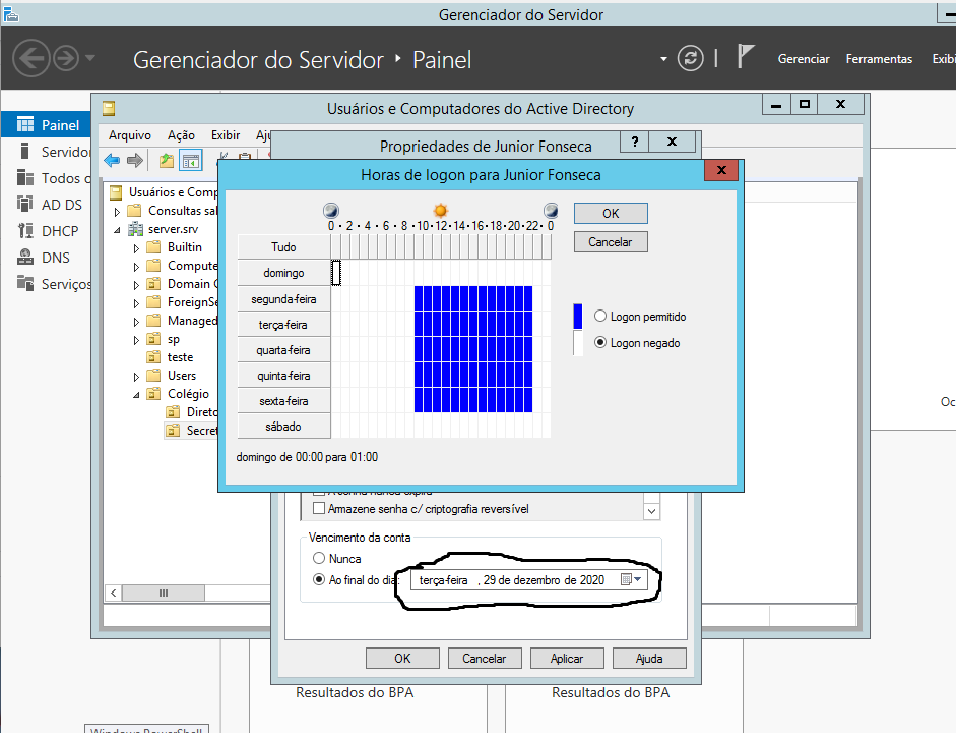 Gerenciador do Servidor
Gerenciador do Servidor Painel
Gerenciar Ferramentas Exibi
Painel
Servido
Todos o
AD DS
DHCP
DNS
Serviços
Usuários e Computadores do Active Directory
Arquivo Ação Exibir Aju
Usuários e Comp
Consultas sal
server.srv
Builtin
Compute
Domain C
ForeignSe
Managed
sp
teste
Users
Colégio
Direto
Secret
Propriedades de Junior Fonseca
Horas de logon para Junior Fonseca
0 · 2 · 4 · 6 · 8 · 10 · 12 · 14 · 16 · 18 · 20 · 22 · 0
Tudo
domingo
segunda-feira
terça-feira
quarta-feira
quinta-feira
sexta-feira
sábado
OK
Cancelar
Logon permitido
Logon negado
domingo de 00:00 para 01:00
A senha nunca expira
Armazene senha c/ criptografia reversível
Vencimento da conta
Nunca
Ao final do dia:
terça-feira , 29 de dezembro de 2020
OK Cancelar Aplicar Ajuda
Oc
Resultados do BPA Resultados do BPA
Windows PowerShell